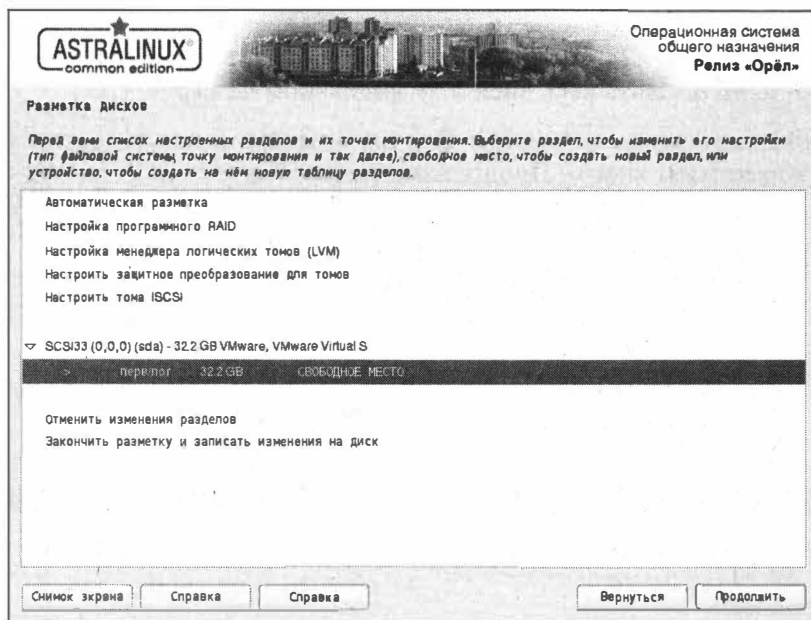 ASTRALINUX
common edition
Операционная система
общего назначения
Релиз «Орёл»
Разметка дисков
Перед вами список настроенных разделов и их точек монтирования. Выберите раздел, чтобы изменить его настройки
(тип файловой системы, точку монтирования и так далее), свободное место, чтобы создать новый раздел, или
устройство, чтобы создать на нём новую таблицу разделов.
Автоматическая разметка
Настройка программного RAID
Настройка менеджера логических томов (LVM)
Настроить защитное преобразование для томов
Настроить тома ISCSI
▽ SCSI33 (0,0,0) (sda) - 32.2 GB VMware, VMware Virtual S
> перв/лог 32.2 GB СВОБОДНОЕ МЕСТО
Отменить изменения разделов
Закончить разметку и записать изменения на диск
Снимок экрана Справка Справка Вернуться Продолжить